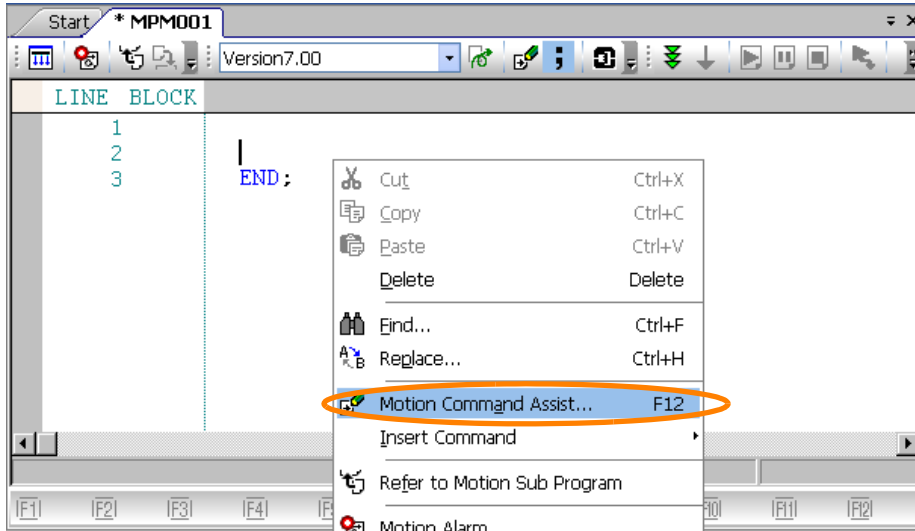 Start * MPM001
Version7.00
LINE BLOCK
1
2
3 END;
Cut Ctrl+X
Copy Ctrl+C
Paste Ctrl+V
Delete Delete
Find... Ctrl+F
Replace... Ctrl+H
Motion Command Assist... F12
Insert Command
Refer to Motion Sub Program
Motion Alarm
F1 F2 F3 F4 F11 F12